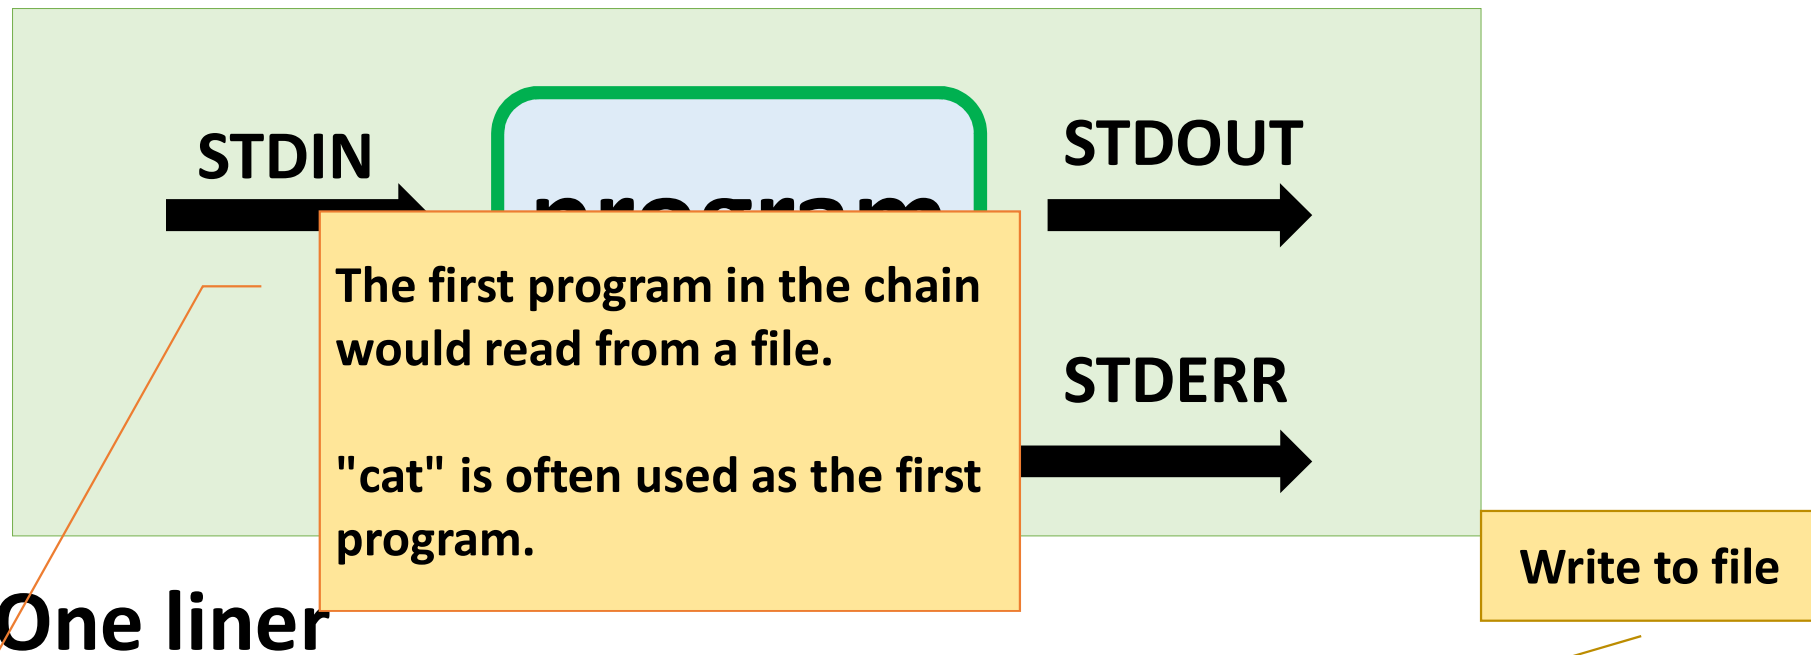 STDIN
program
STDOUT
The first program in the chain
would read from a file.
"cat" is often used as the first
program.
STDERR
Write to file
One liner